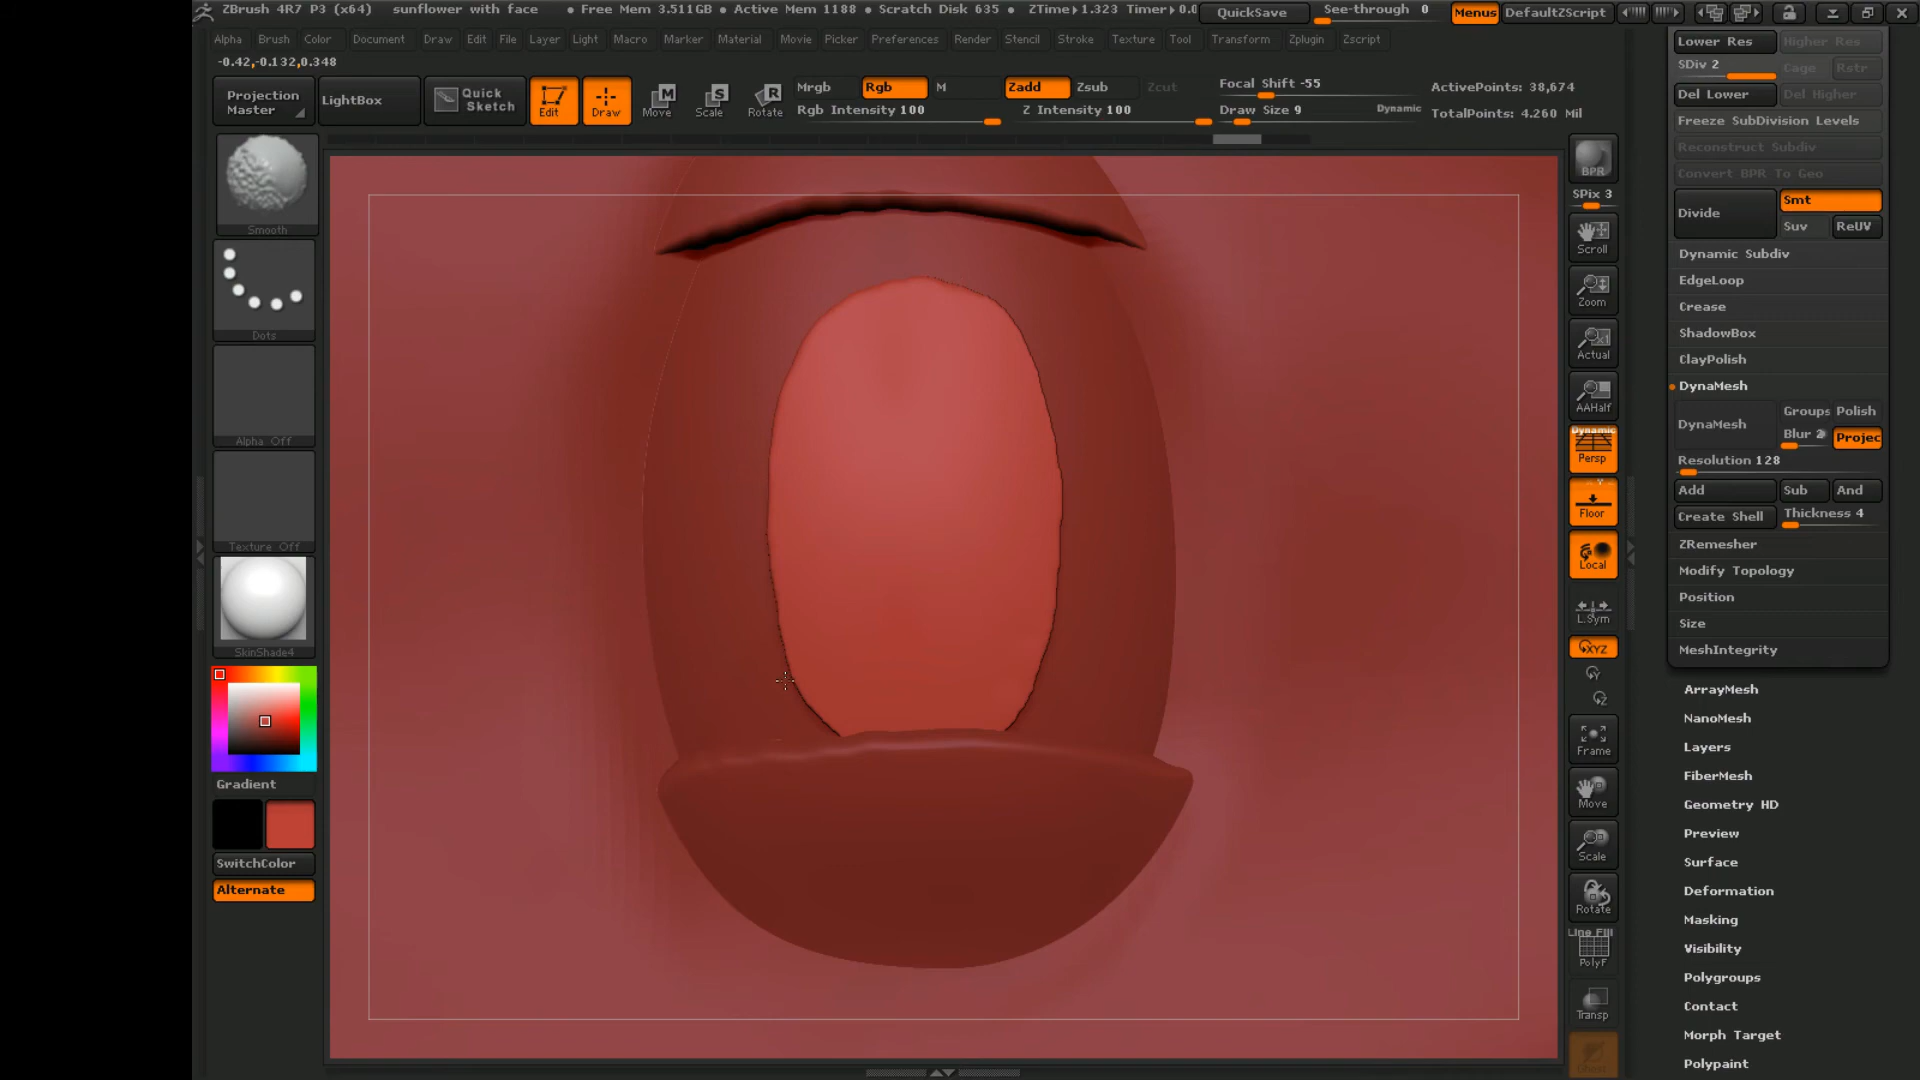 ZBrush 4R7 P3 (x64) sunflower with face • Free Mem 3.511GB • Active Mem 1188 • Scratch Disk 635 • ZTime▸1.323 Timer▸0.0 QuickSave See-through 0 Menus DefaultZScript
Alpha Brush Color Document Draw Edit File Layer Light Macro Marker Material Movie Picker Preferences Render Stencil Stroke Texture Tool Transform Zplugin Zscript
-0.42,-0.132,0.348
Projection Master
LightBox
Quick Sketch
Edit
Draw
Move
Scale
Rotate
Mrgb Rgb M
Rgb Intensity 100
Zadd Zsub Zcut
Z Intensity 100
Focal Shift -55
Draw Size 9 Dynamic
ActivePoints: 38,674
TotalPoints: 4.260 Mil
Smooth
Dots
Alpha Off
Texture Off
SkinShade4
Gradient
SwitchColor
Alternate
BPR
SPix 3
Scroll
Zoom
Actual
AAHalf
Dynamic
Persp
Floor
Local
L.Sym
XYZ
Y
Z
Frame
Move
Scale
Rotate
Line Fill
PolyF
Transp
Lower Res Higher Res
SDiv 2 Cage Rstr
Del Lower Del Higher
Freeze SubDivision Levels
Reconstruct Subdiv
Convert BPR To Geo
Divide Smt
Suv ReUV
Dynamic Subdiv
EdgeLoop
Crease
ShadowBox
ClayPolish
DynaMesh
DynaMesh Groups Polish
Blur 2 Projec
Resolution 128
Add Sub And
Create Shell Thickness 4
ZRemesher
Modify Topology
Position
Size
MeshIntegrity
ArrayMesh
NanoMesh
Layers
FiberMesh
Geometry HD
Preview
Surface
Deformation
Masking
Visibility
Polygroups
Contact
Morph Target
Polypaint